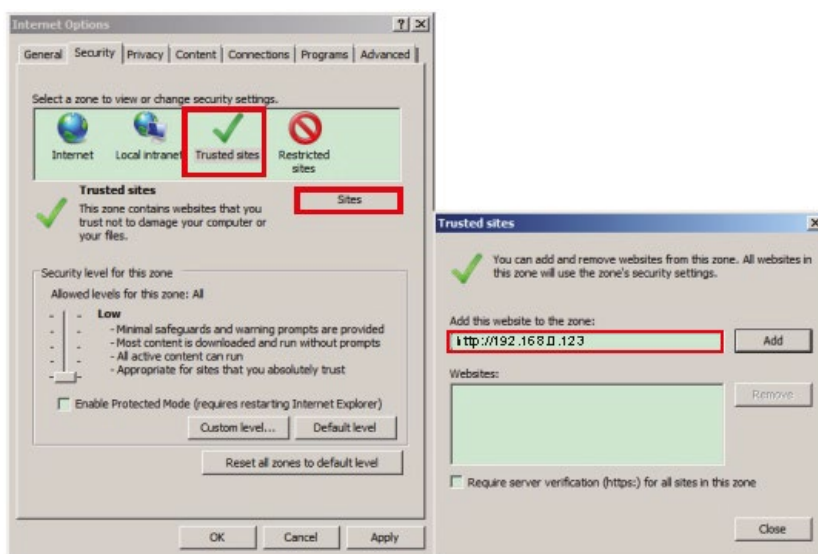 Internet Options
General Security Privacy Content Connections Programs Advanced
Select a zone to view or change security settings.
Internet Local intranet Trusted sites Restricted
sites
Trusted sites
Sites
This zone contains websites that you
trust not to damage your computer or
your files.
Security level for this zone
Allowed levels for this zone: All
Low
- Minimal safeguards and warning prompts are provided
- Most content is downloaded and run without prompts
- All active content can run
- Appropriate for sites that you absolutely trust
Enable Protected Mode (requires restarting Internet Explorer)
Custom level... Default level
Reset all zones to default level
OK Cancel Apply
Trusted sites
You can add and remove websites from this zone. All websites in
this zone will use the zone's security settings.
Add this website to the zone:
http://192.168.0.123
Add
Websites:
Remove
Require server verification (https:) for all sites in this zone
Close